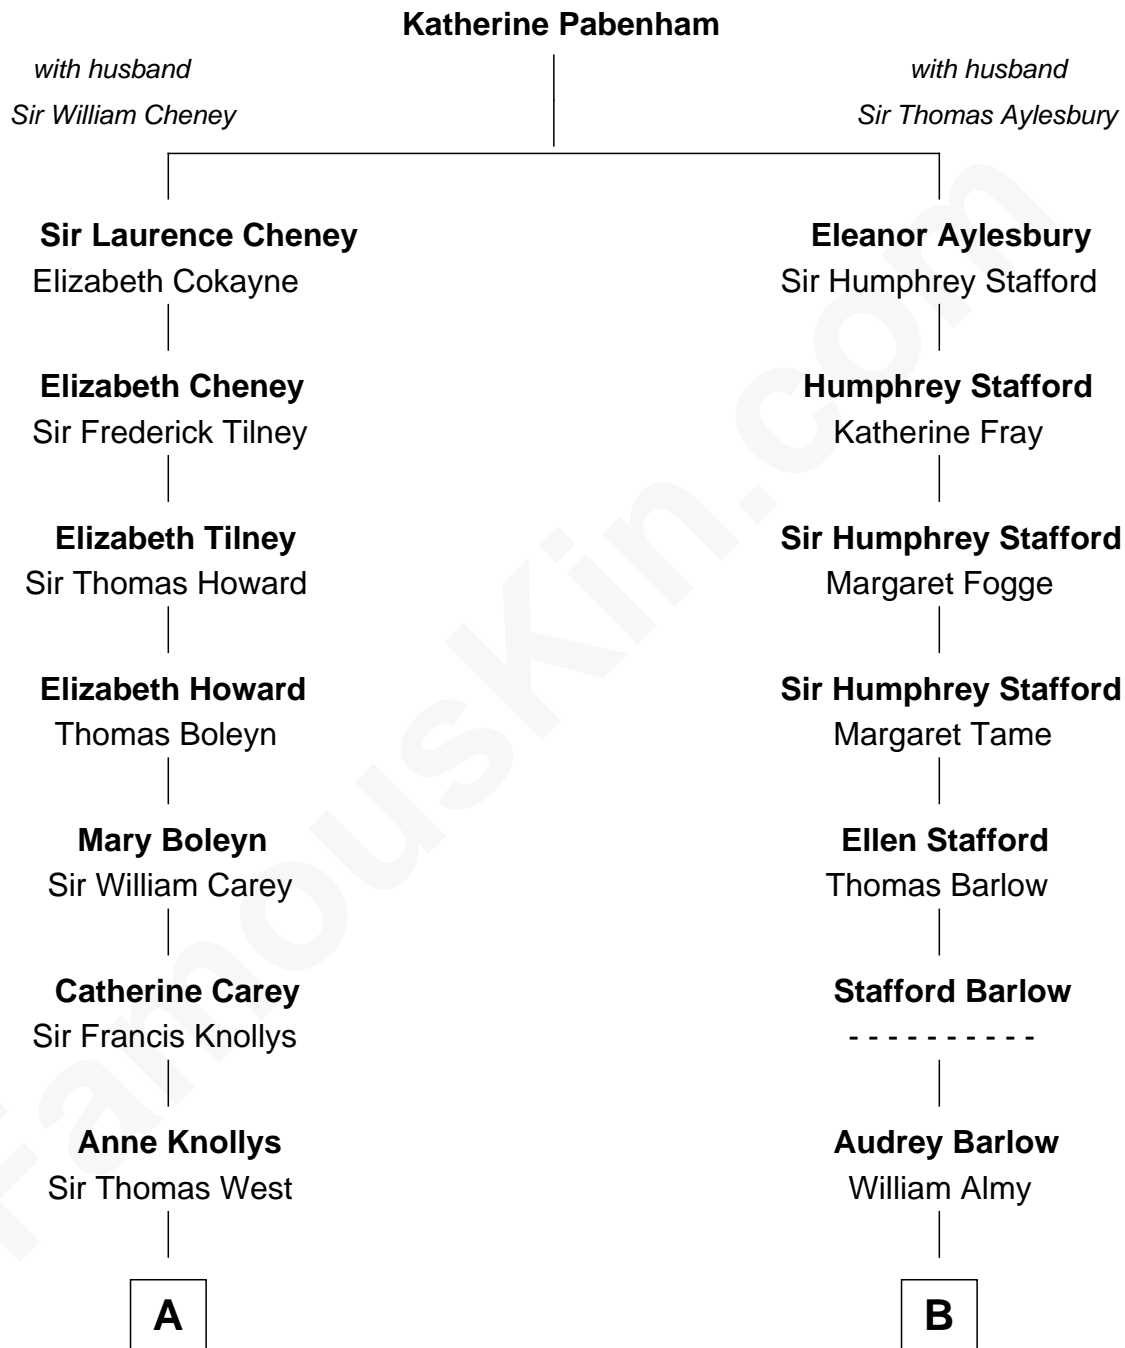 Katherine Pabenham
with husband
Sir William Cheney
with husband
Sir Thomas Aylesbury
Sir Laurence Cheney
Elizabeth Cokayne
Eleanor Aylesbury
Sir Humphrey Stafford
Elizabeth Cheney
Sir Frederick Tilney
Humphrey Stafford
Katherine Fray
Elizabeth Tilney
Sir Thomas Howard
Sir Humphrey Stafford
Margaret Fogge
Elizabeth Howard
Thomas Boleyn
Sir Humphrey Stafford
Margaret Tame
Mary Boleyn
Sir William Carey
Ellen Stafford
Thomas Barlow
Catherine Carey
Sir Francis Knollys
Stafford Barlow
- - - - - - - - - -
Anne Knollys
Sir Thomas West
Audrey Barlow
William Almy
A
B
FamousKin.com